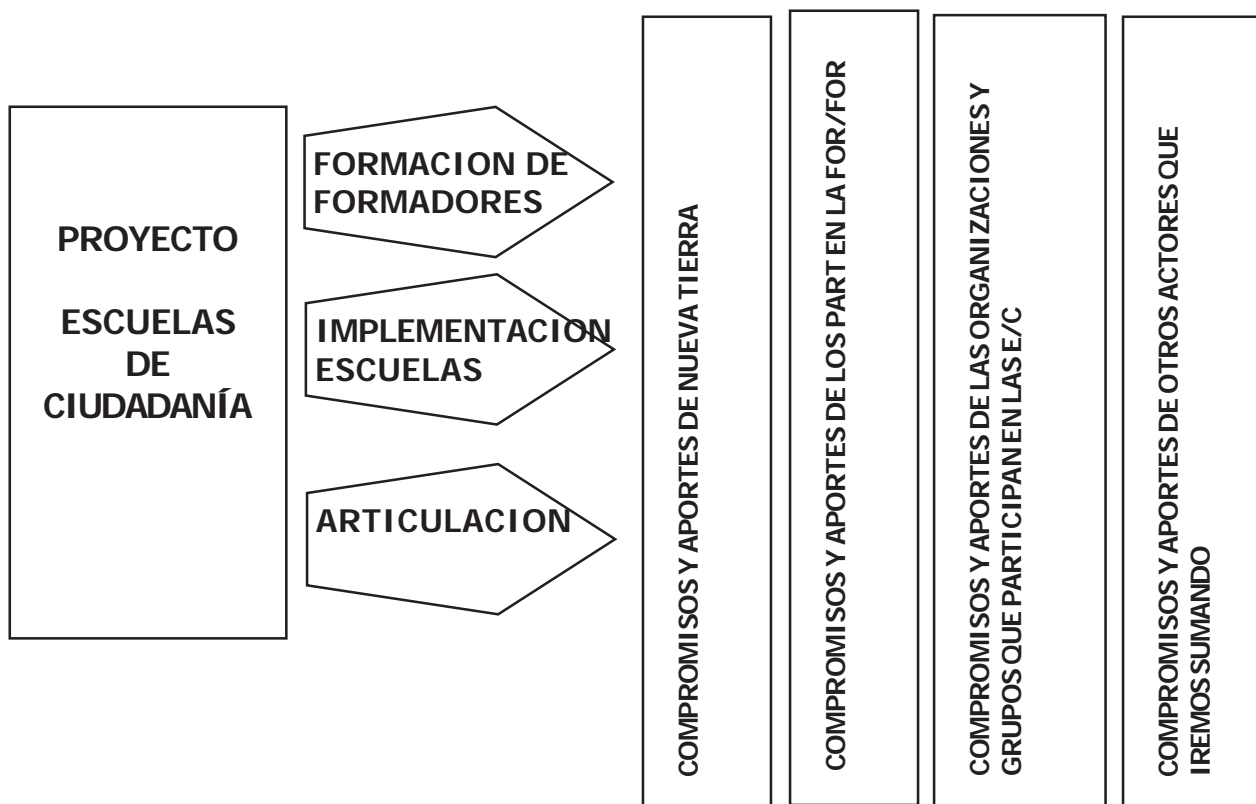 PROYECTO
ESCUELAS
DE
CIUDADANÍA
FORMACION DE
FORMADORES
IMPLEMENTACION
ESCUELAS
ARTICULACION
COMPROMISOS Y APORTES DE NUEVA TIERRA
COMPROMISOS Y APORTES DE LOS PART EN LA FOR/FOR
COMPROMISOS Y APORTES DE LAS ORGANIZACIONES Y
GRUPOS QUE PARTICIPAN EN LAS E/C
COMPROMISOS Y APORTES DE OTROS ACTORES QUE
IREMOS SUMANDO